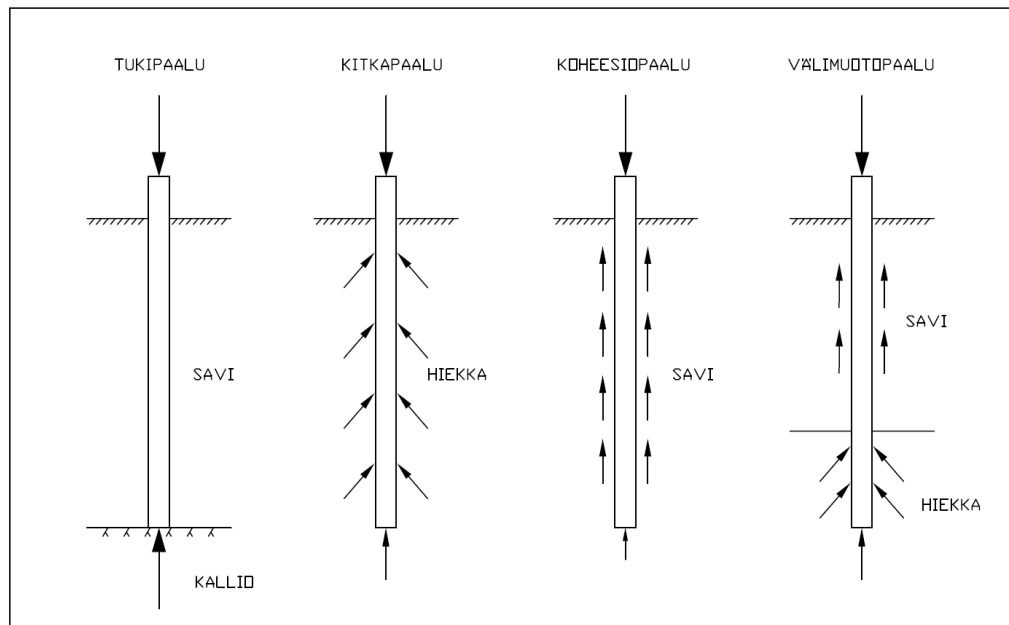 TUKIPAALU
KITKAPAALU
KOHEESIOPAALU
VÄLIMUOTOPAALU
SAVI
SAVI
HIEKKA
SAVI
HIEKKA
KALLIO